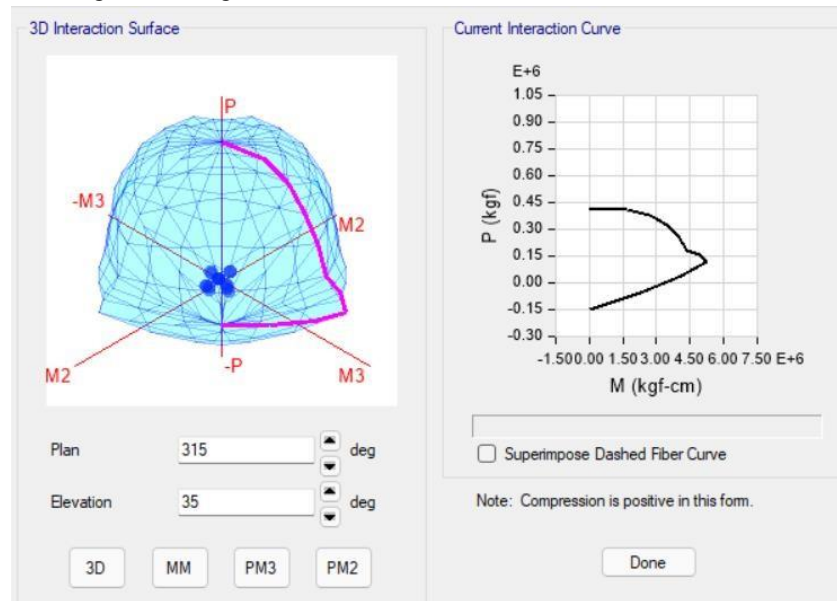 3D Interaction Surface
P
-M3
M2
M2
-P
M3
Plan 315 deg
Elevation 35 deg
3D MM PM3 PM2
Current Interaction Curve
E+6
1.05
0.90
0.75
0.60
0.45
0.30
0.15
0.00
-0.15
-0.30
P (kgf)
-1.500.00 1.503.00 4.50 6.00 7.50 E+6
M (kgf-cm)
Superimpose Dashed Fiber Curve
Note: Compression is positive in this form.
Done